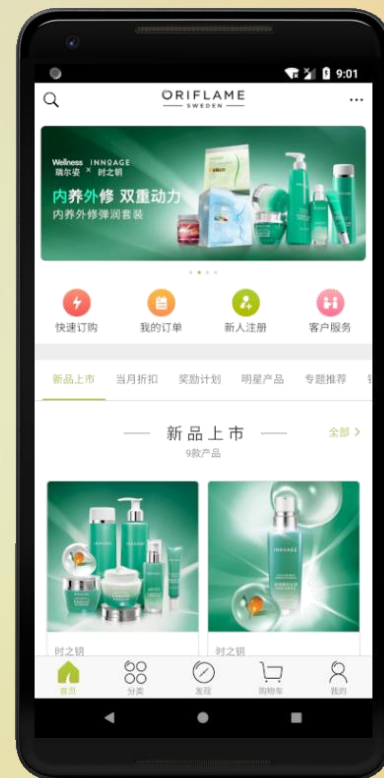 9:01
ORIFLAME
SWEDEN
Wellness INNOAGE
瑞尔姿 × 时之钥
内养外修 双重动力
内养外修弹润套装
快速订购 我的订单 新人注册 客户服务
新品上市 当月折扣 奖励计划 明星产品 专题推荐
新品上市
全部
9款产品
INNOAGE
时之钥 时之钥
首页 分类 发现 购物车 我的